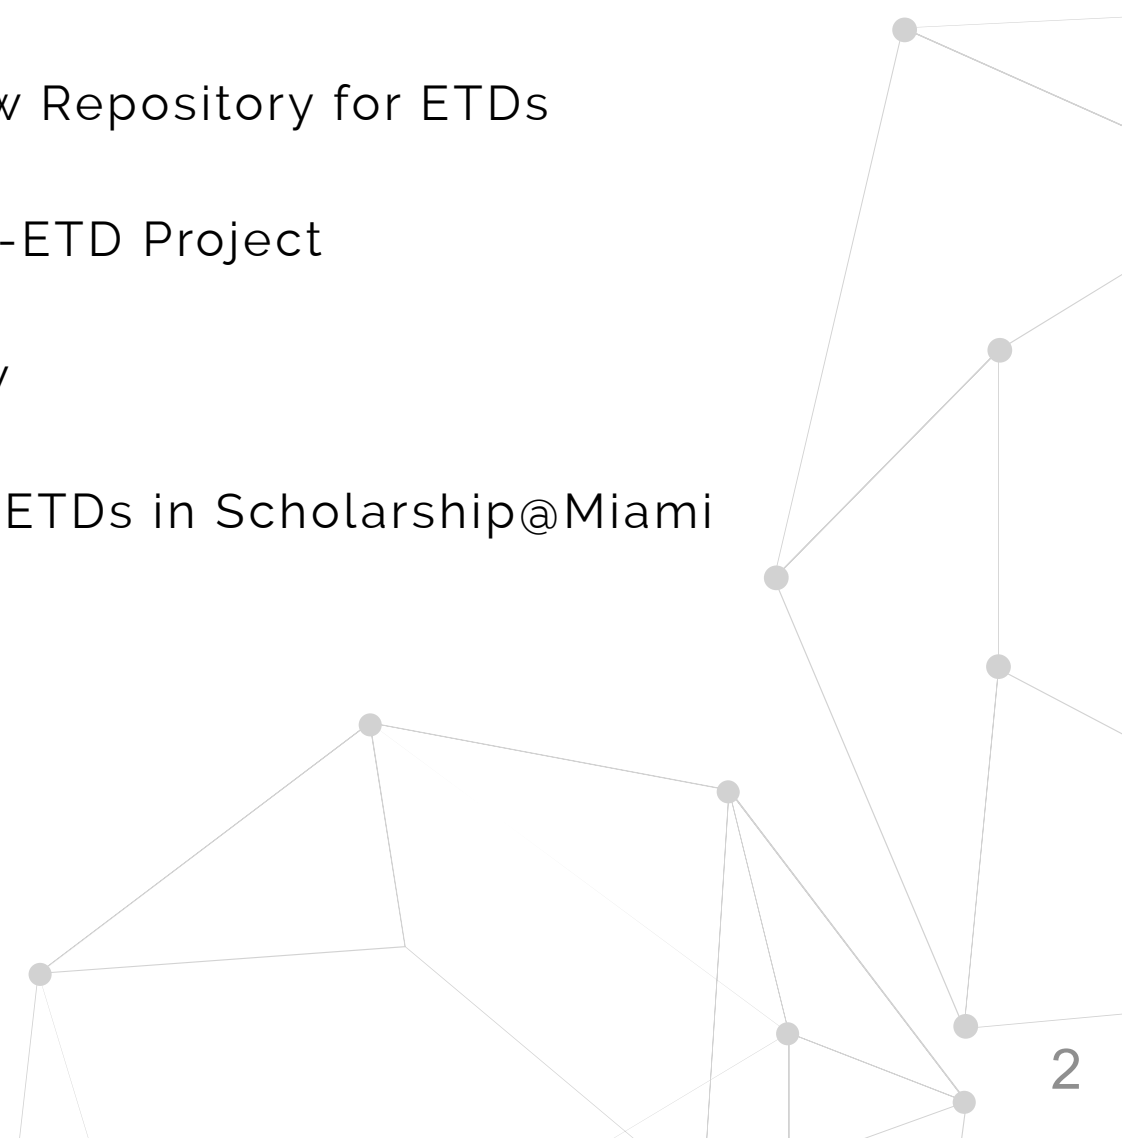 w Repository for ETDs
-ETD Project
y
ETDs in Scholarship@Miami
2